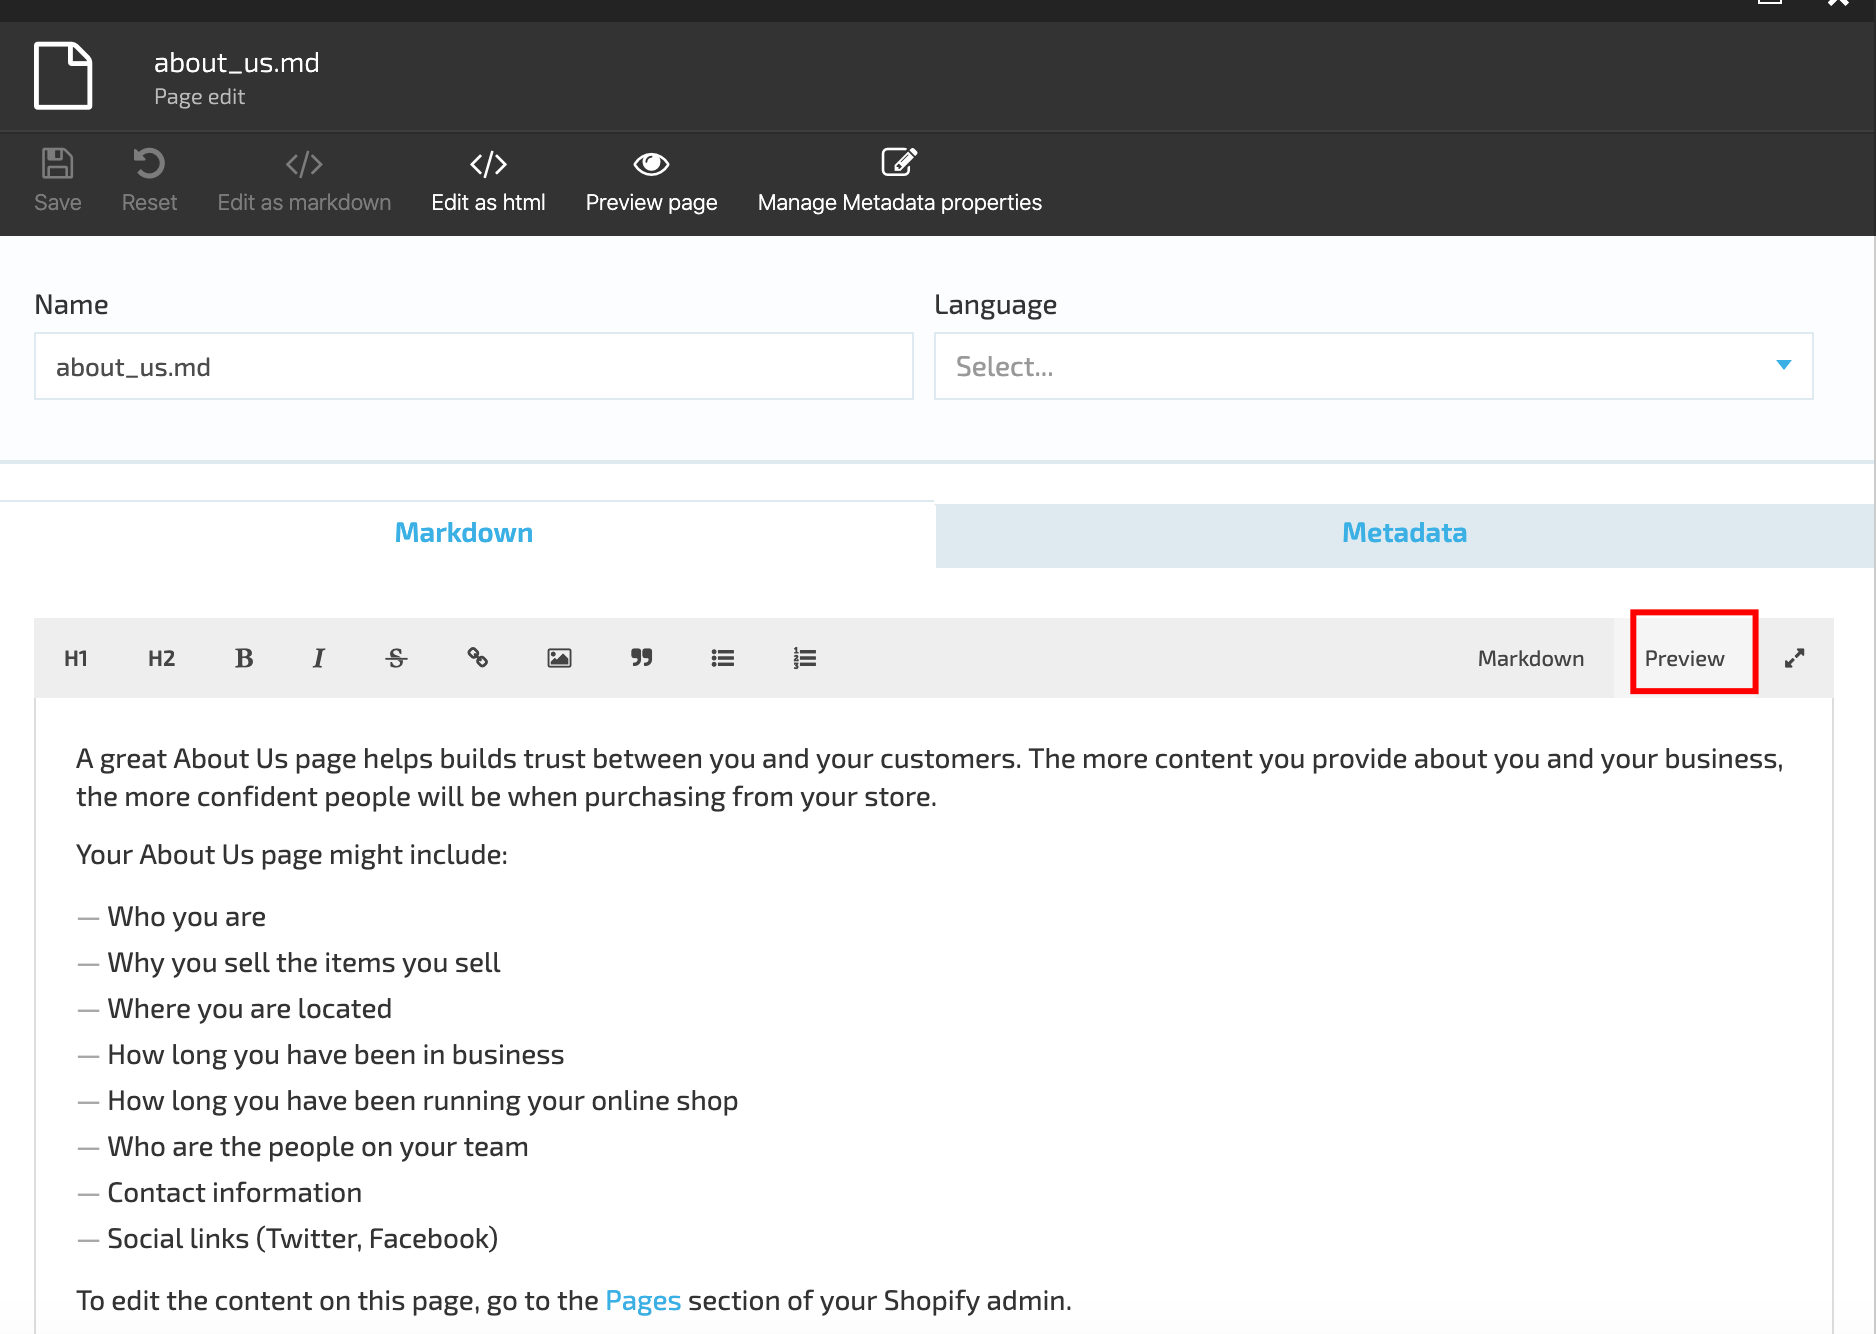 about_us.md
Page edit
Save Reset Edit as markdown Edit as html Preview page Manage Metadata properties
Name Language
about_us.md Select...
Markdown Metadata
H1 H2 B I S Markdown Preview
A great About Us page helps builds trust between you and your customers. The more content you provide about you and your business,
the more confident people will be when purchasing from your store.
Your About Us page might include:
— Who you are
— Why you sell the items you sell
— Where you are located
— How long you have been in business
— How long you have been running your online shop
— Who are the people on your team
— Contact information
— Social links (Twitter, Facebook)
To edit the content on this page, go to the Pages section of your Shopify admin.